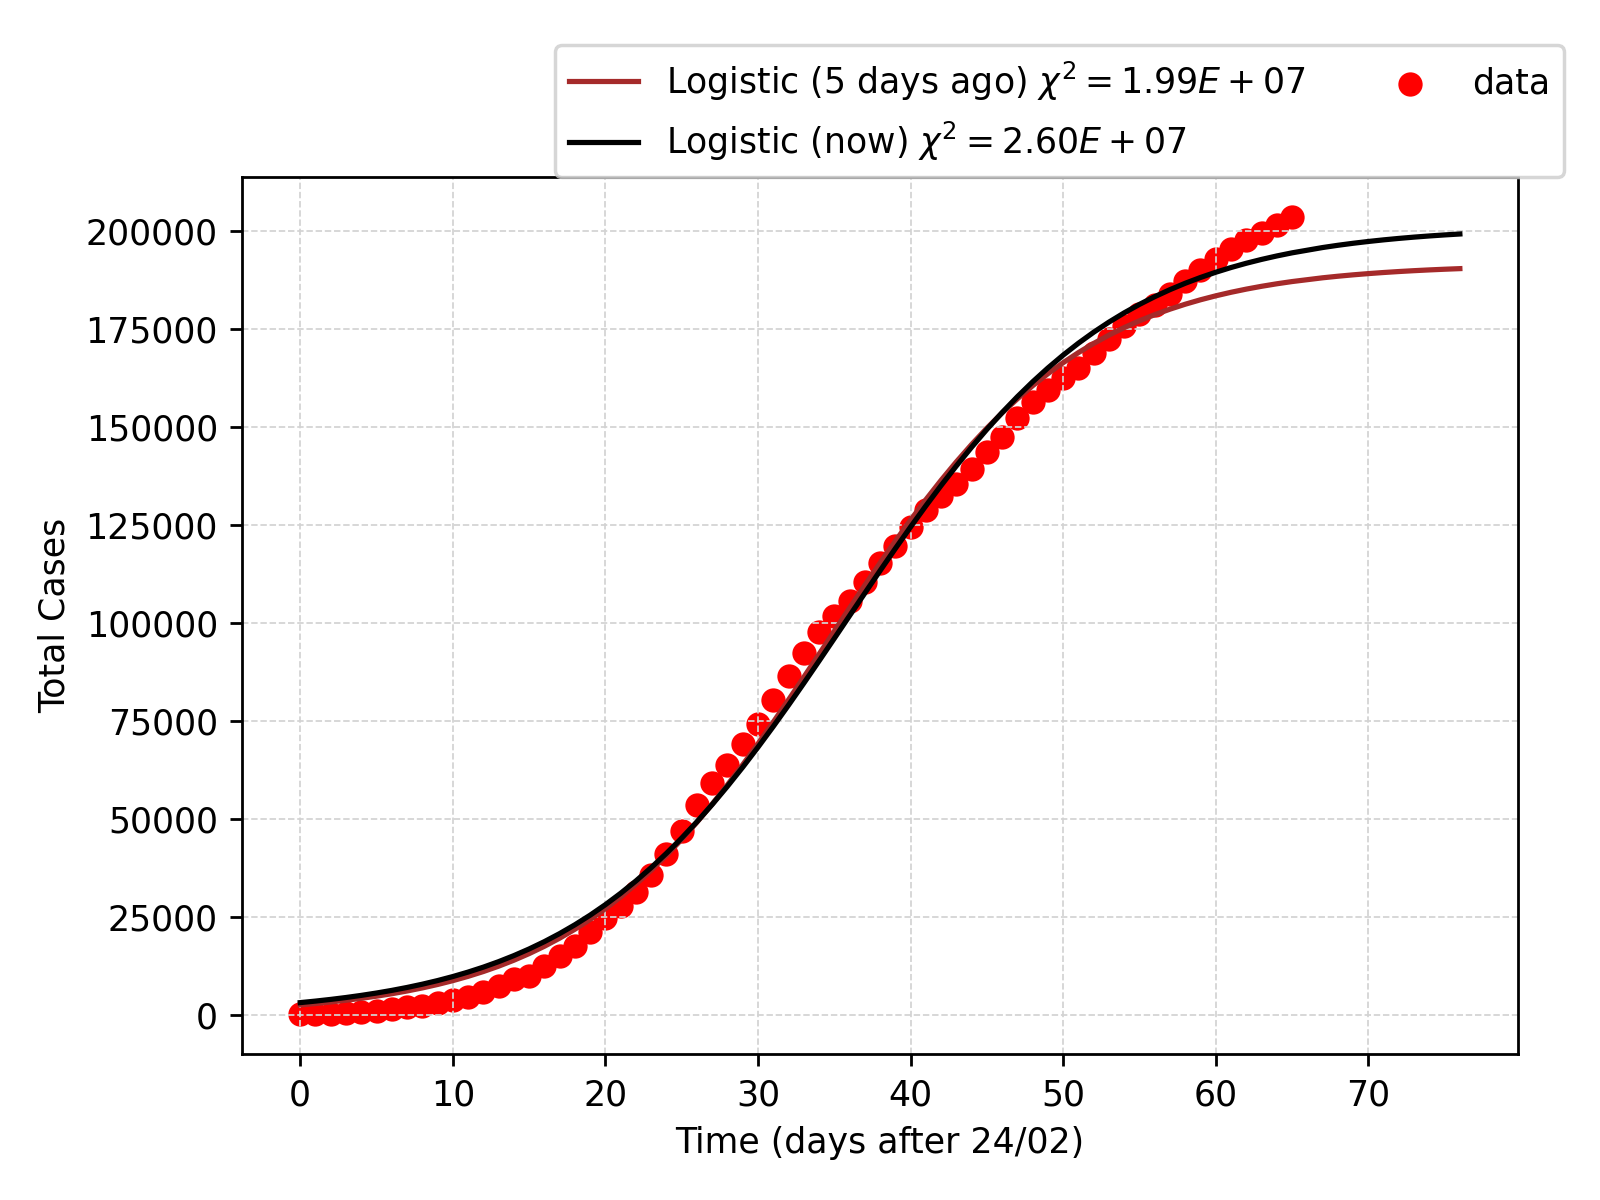 Logistic (5 days ago) χ² = 1.99E + 07
Logistic (now) χ² = 2.60E + 07
data
200000
175000
150000
125000
100000
75000
50000
25000
0
Total Cases
0 10 20 30 40 50 60 70
Time (days after 24/02)